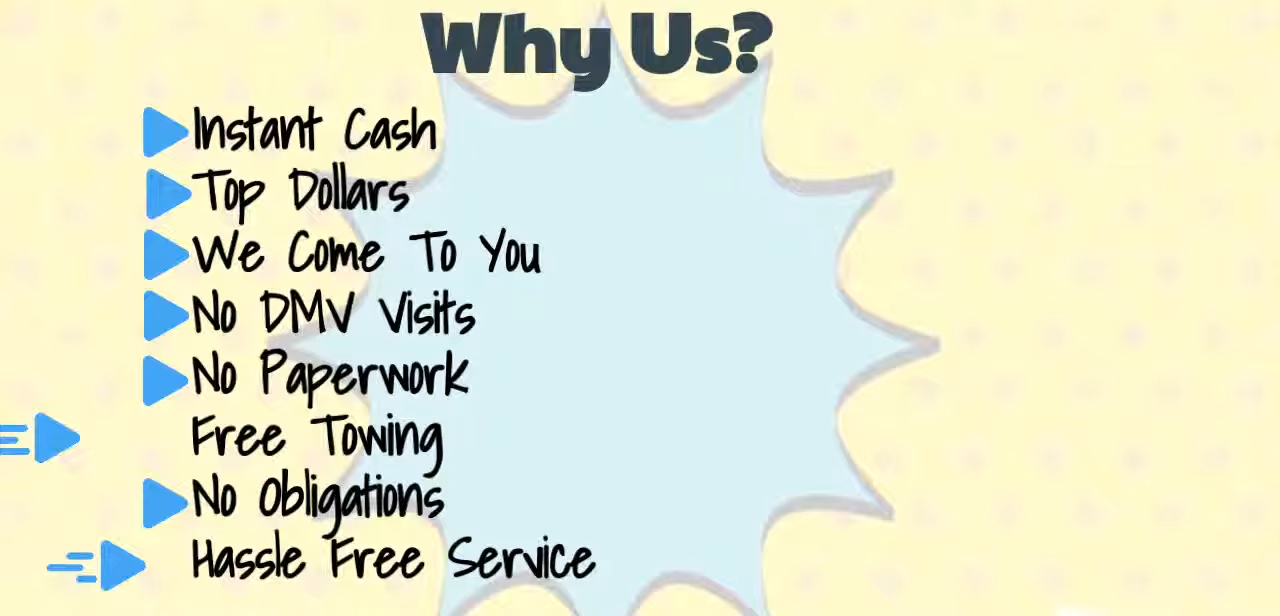 Why Us?
Instant Cash
Top Dollars
We Come To You
No DMV Visits
No Paperwork
Free Towing
No Obligations
Hassle Free Service